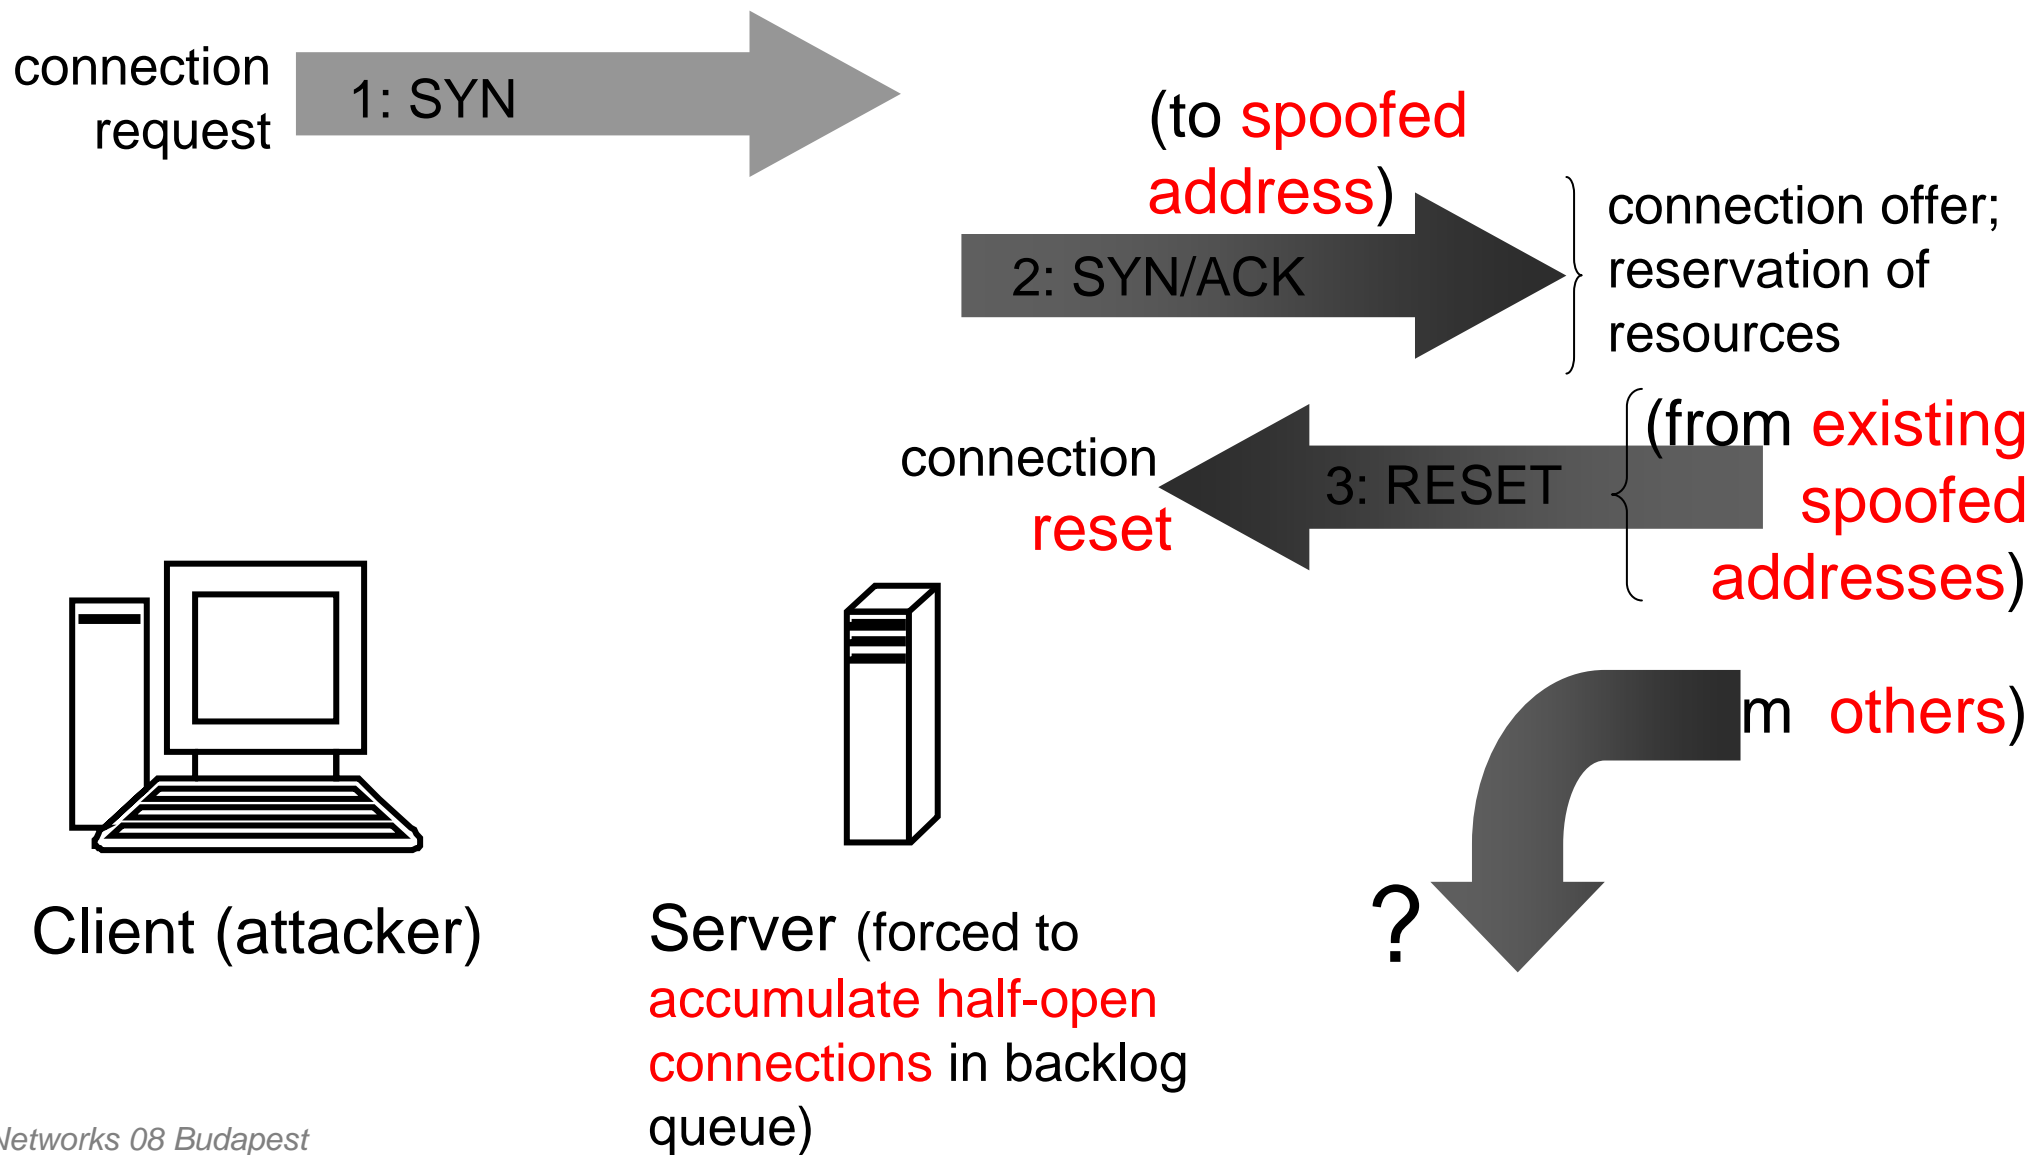 connection
request
1: SYN
(to spoofed
address)
2: SYN/ACK
connection offer;
reservation of
resources
connection
reset
3: RESET
(from existing
spoofed
addresses)
m others)
?
Client (attacker)
Server (forced to
accumulate half-open
connections in backlog
queue)
Networks 08 Budapest